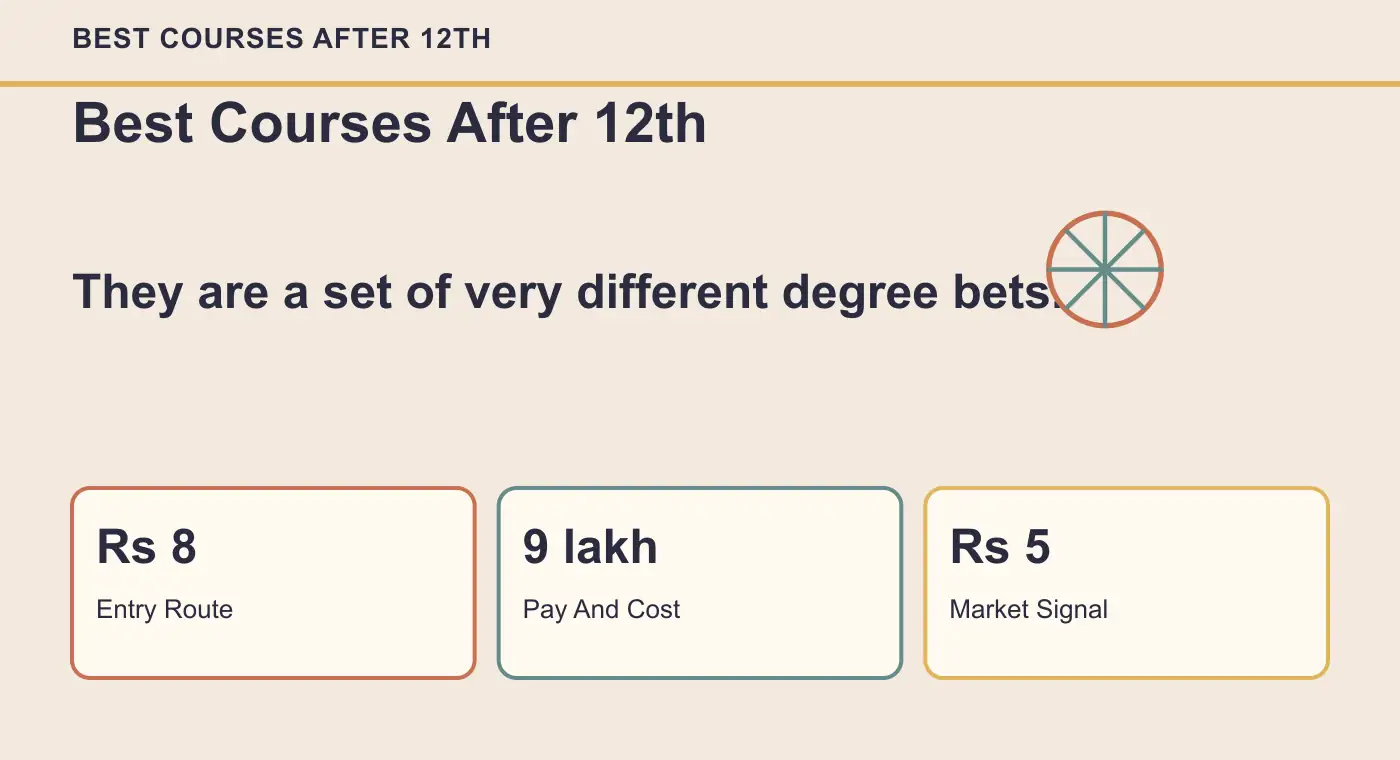 BEST COURSES AFTER 12TH
Best Courses After 12th
They are a set of very different degree bets.
Rs 8
Entry Route
9 lakh
Pay And Cost
Rs 5
Market Signal